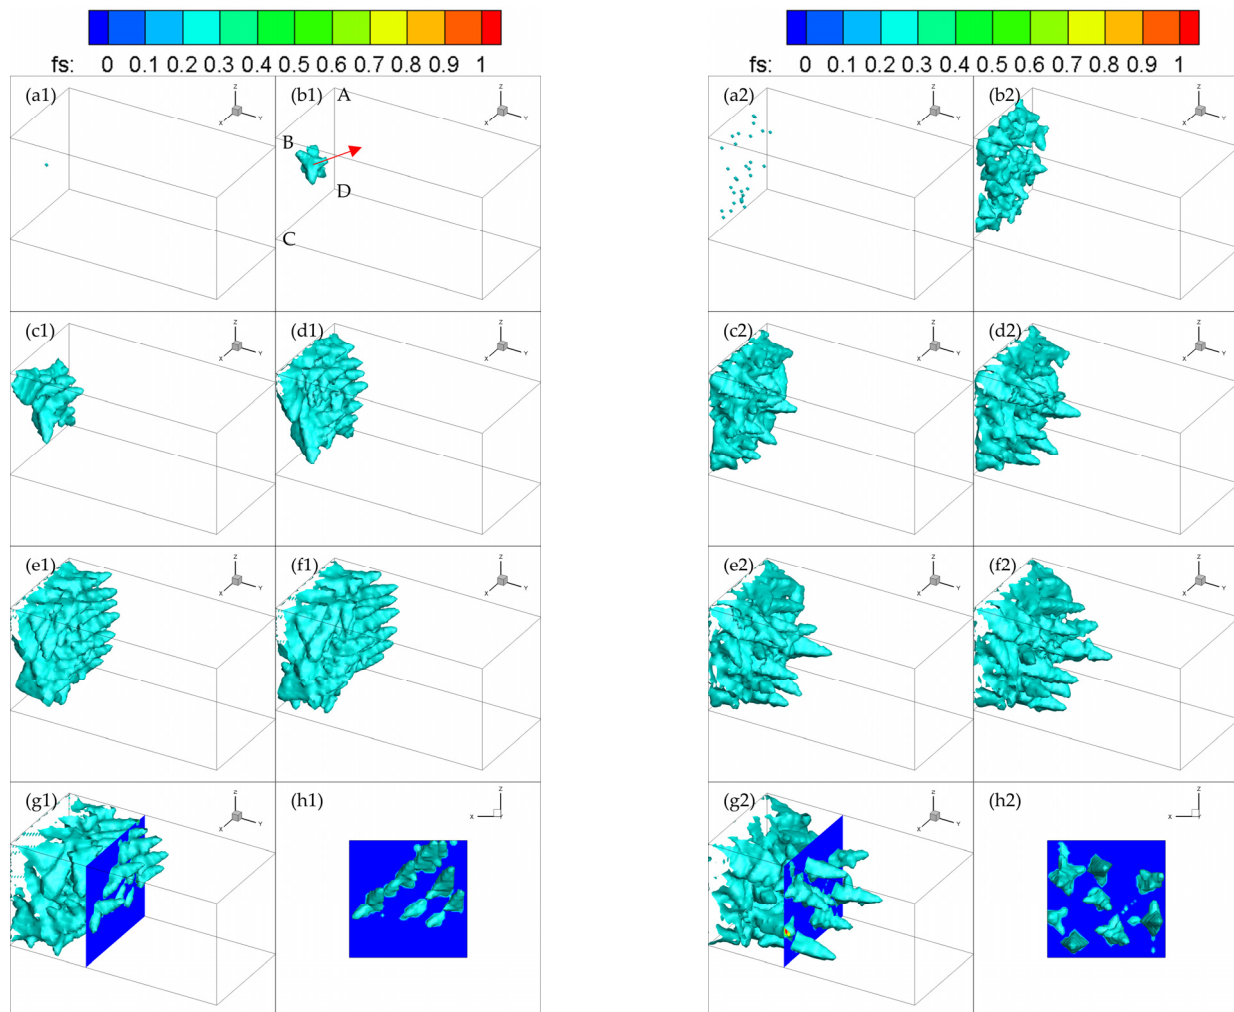 fs: 0 0.1 0.2 0.3 0.4 0.5 0.6 0.7 0.8 0.9 1
(a1) Z X Y
(b1) A Z X Y
B
D
C
(c1) Z X Y
(d1) Z X Y
(e1) Z X Y
(f1) Z X Y
(g1) Z X Y
(h1) Z X Y
fs: 0 0.1 0.2 0.3 0.4 0.5 0.6 0.7 0.8 0.9 1
(a2) Z X Y
(b2) Z X Y
(c2) Z X Y
(d2) Z X Y
(e2) Z X Y
(f2) Z X Y
(g2) Z X Y
(h2) Z X Y